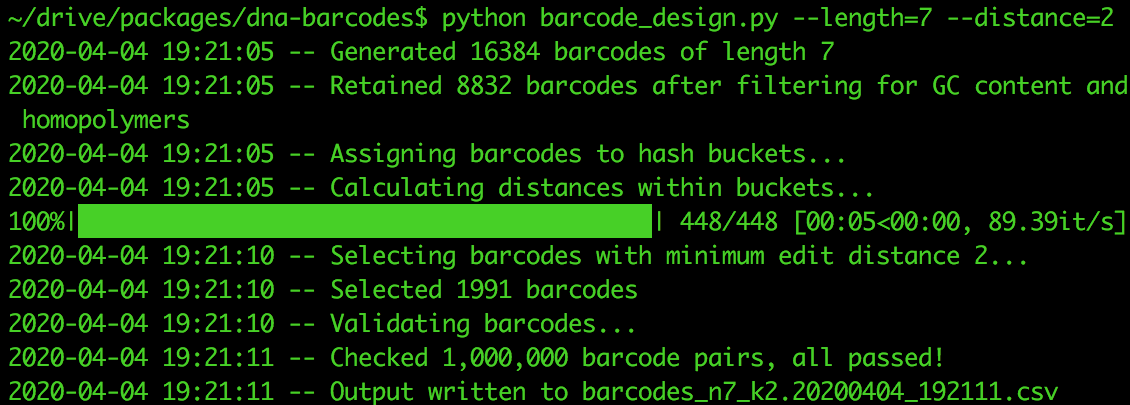 ~/drive/packages/dna-barcodes$ python barcode_design.py --length=7 --distance=2
2020-04-04 19:21:05 -- Generated 16384 barcodes of length 7
2020-04-04 19:21:05 -- Retained 8832 barcodes after filtering for GC content and
 homopolymers
2020-04-04 19:21:05 -- Assigning barcodes to hash buckets...
2020-04-04 19:21:05 -- Calculating distances within buckets...
100%|██████████████████████████████| 448/448 [00:05<00:00, 89.39it/s]
2020-04-04 19:21:10 -- Selecting barcodes with minimum edit distance 2...
2020-04-04 19:21:10 -- Selected 1991 barcodes
2020-04-04 19:21:10 -- Validating barcodes...
2020-04-04 19:21:11 -- Checked 1,000,000 barcode pairs, all passed!
2020-04-04 19:21:11 -- Output written to barcodes_n7_k2.20200404_192111.csv